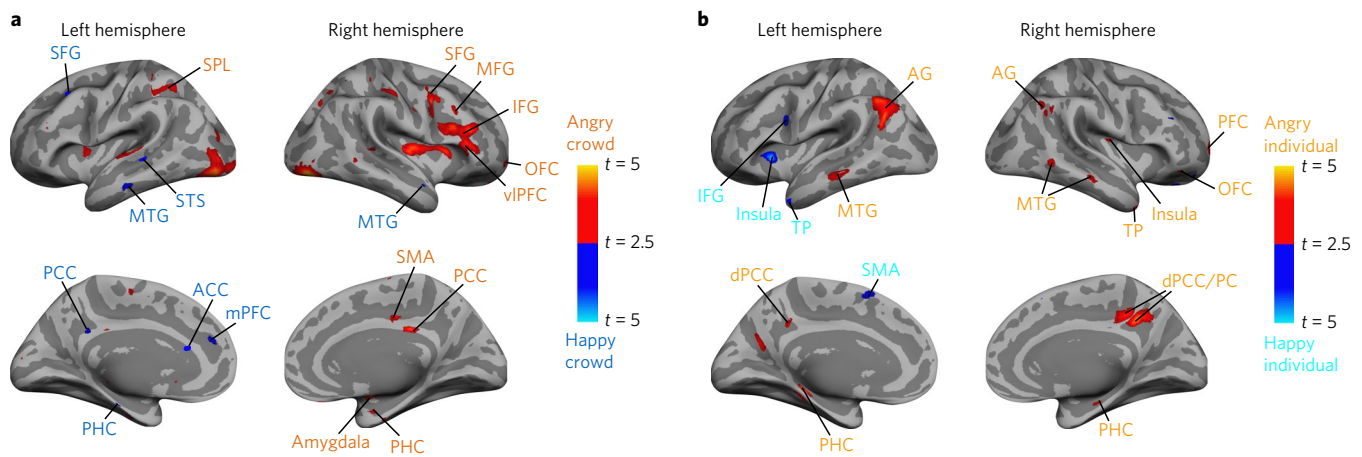 a
Left hemisphere
Right hemisphere
SFG
SPL
STS
MTG
SFG
MFG
IFG
OFC
vlPFC
MTG
PCC
ACC
mPFC
PHC
SMA
PCC
Amygdala
PHC
Angry
crowd
t = 5
t = 2.5
t = 5
Happy
crowd
b
Left hemisphere
Right hemisphere
AG
IFG
Insula
TP
MTG
AG
PFC
OFC
MTG
Insula
TP
dPCC
SMA
PHC
dPCC/PC
PHC
Angry
individual
t = 5
t = 2.5
t = 5
Happy
individual